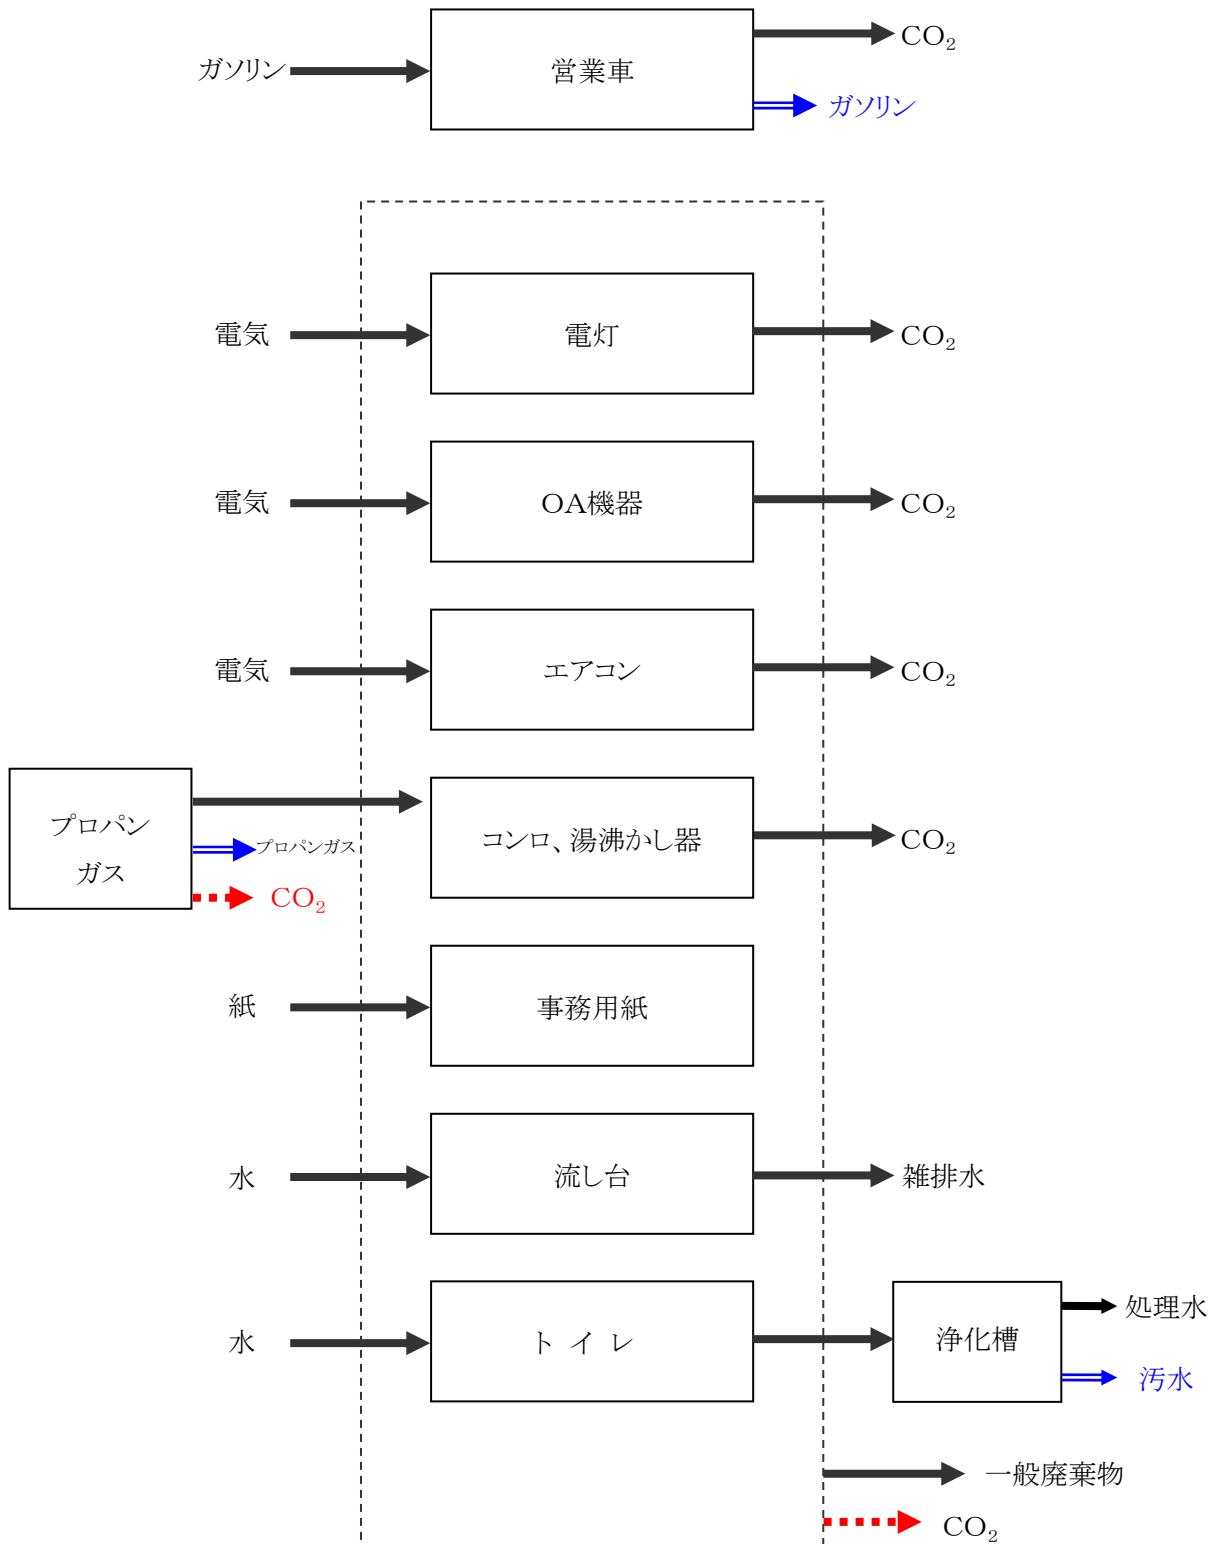 ガソリン
営業車
CO₂
ガソリン
電気
電灯
CO₂
電気
OA機器
CO₂
電気
エアコン
CO₂
プロパン
ガス
プロパンガス
CO₂
コンロ、湯沸かし器
CO₂
紙
事務用紙
水
流し台
雑排水
水
トイレ
浄化槽
処理水
汚水
一般廃棄物
CO₂